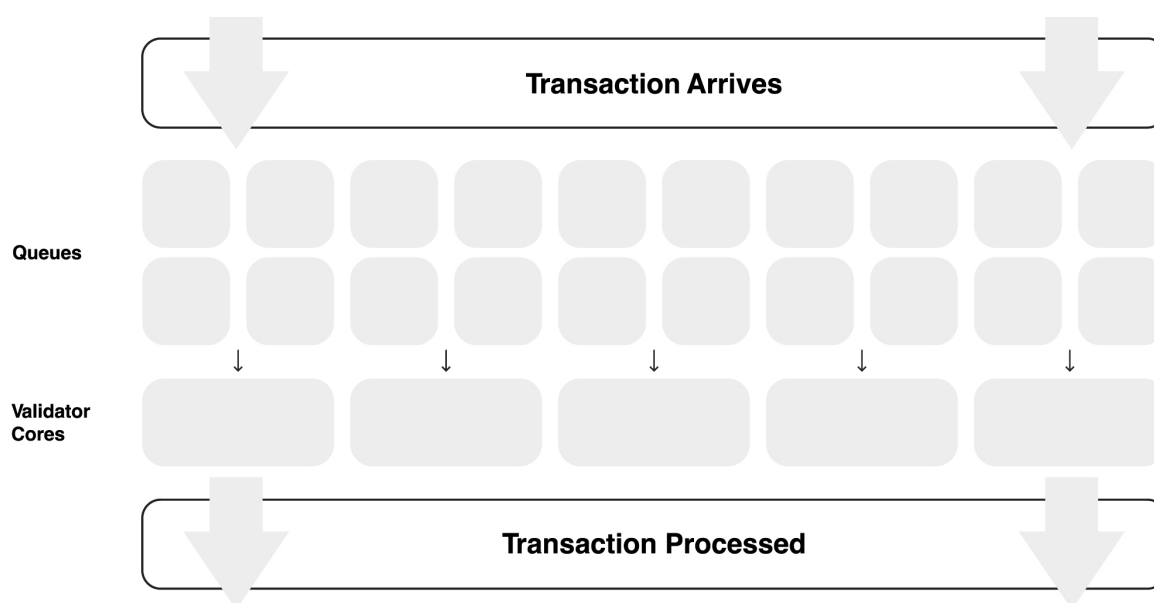 Transaction Arrives
Queues
Validator
Cores
Transaction Processed